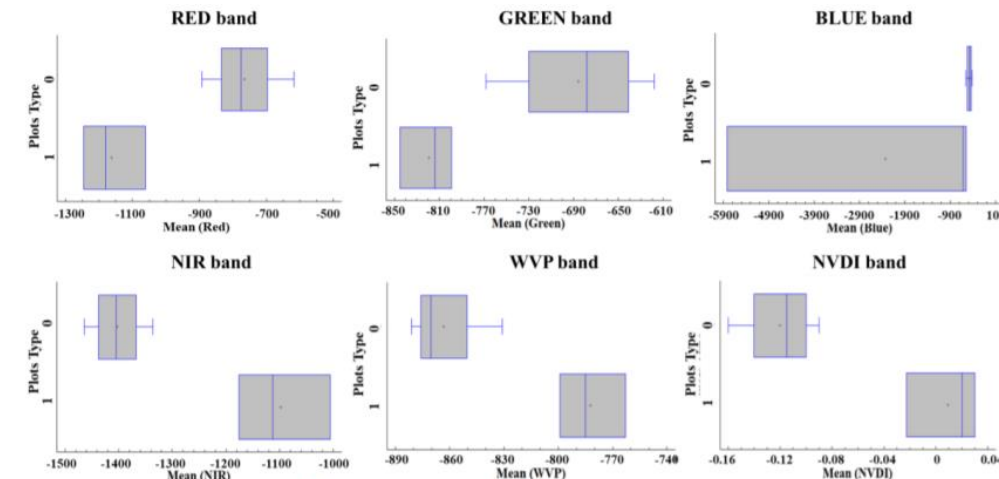 RED band
Plots Type
0
1
-1300 -1100 -900 -700 -500
Mean (Red)
GREEN band
Plots Type
0
1
-850 -810 -770 -730 -690 -650 -610
Mean (Green)
BLUE band
Plots Type
0
1
-5900 -4900 -3900 -2900 -1900 -900 10
Mean (Blue)
NIR band
Plots Type
0
1
-1500 -1400 -1300 -1200 -1100 -1000
Mean (NIR)
WVP band
Plots Type
0
1
-890 -860 -830 -800 -770 -740
Mean (WVP)
NVDI band
Plots Type
0
1
-0.16 -0.12 -0.08 -0.04 0 0.04
Mean (NVDI)